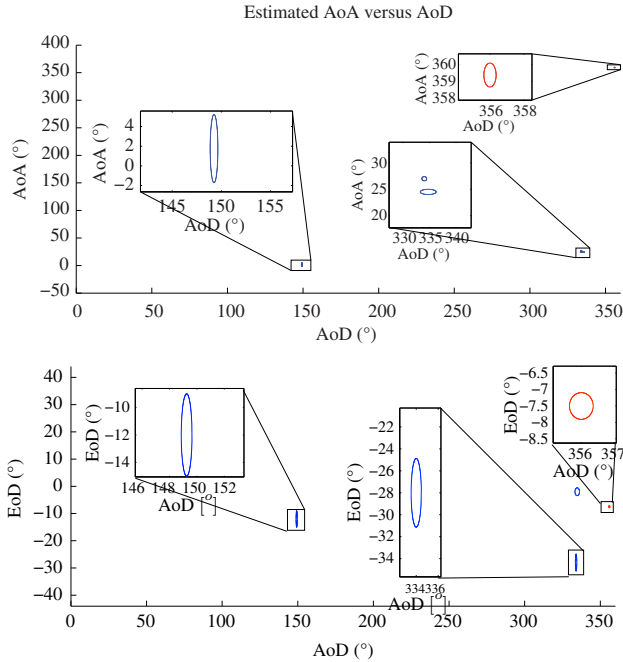 Estimated AoA versus AoD
400
350
300
250
200
150
100
50
0
−50
AoA (°)
0 50 100 150 200 250 300 350
AoD (°)
4
2
0
−2
AoA (°)
145 150 155
AoD (°)
360
359
358
AoA (°)
356 358
AoD (°)
30
20
AoA (°)
330 335 340
AoD (°)
40
30
20
10
0
−10
−20
−30
−40
EoD (°)
0 50 100 150 200 250 300 350
AoD (°)
−10
−12
−14
EoD (°)
146 148 150 152
AoD [°]
−22
−24
−26
−28
−30
−32
−34
EoD (°)
334 336
AoD [°]
−6.5
−7
−7.5
−8
−8.5
EoD (°)
356 357
AoD (°)